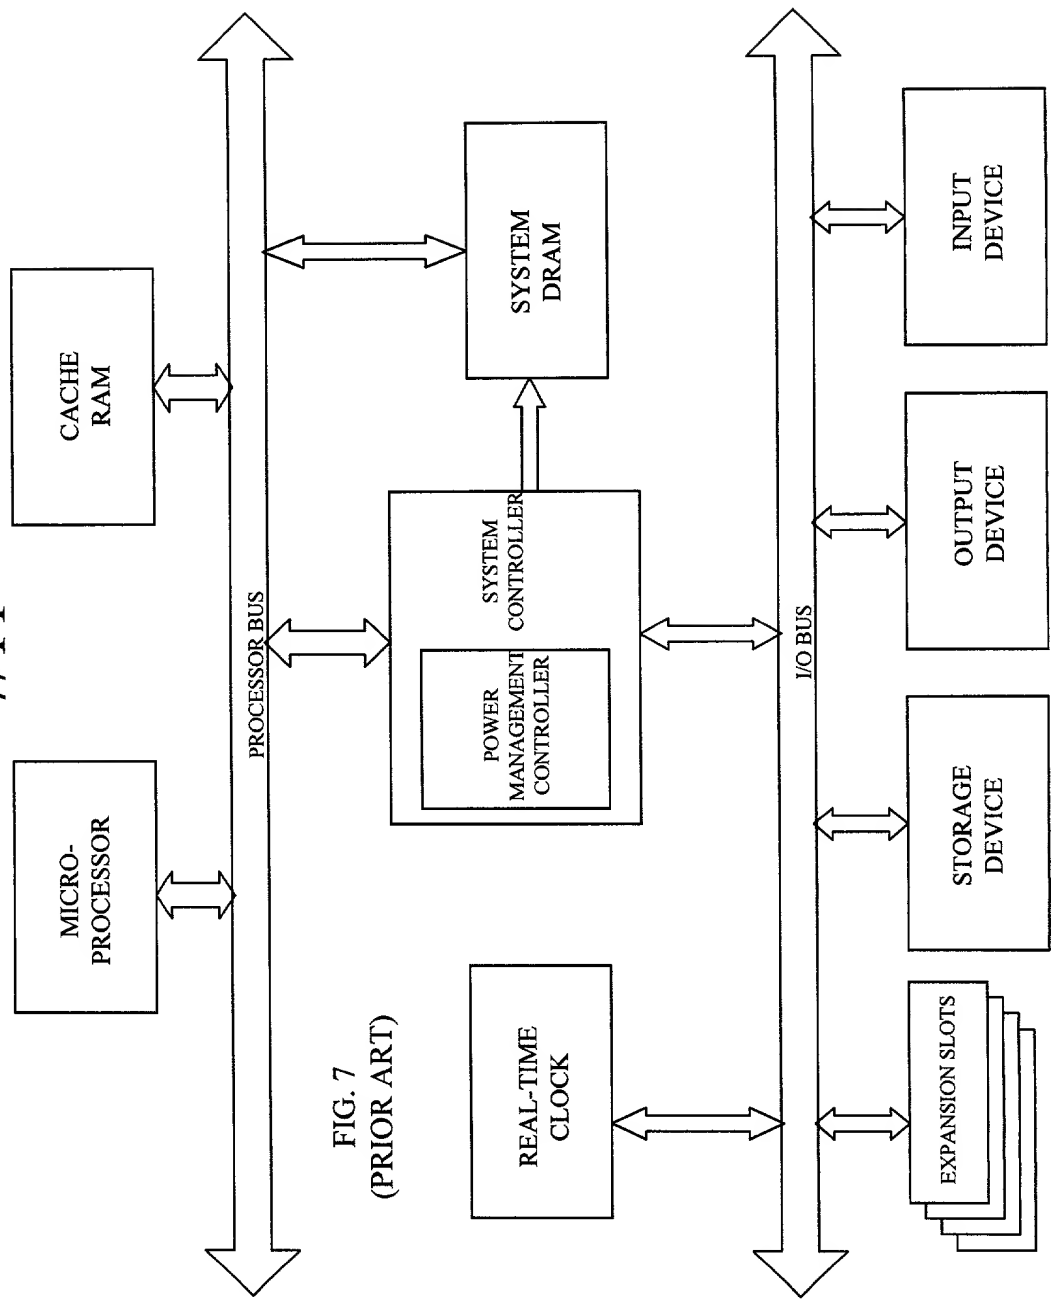 MICRO-
PROCESSOR
CACHE
RAM
PROCESSOR BUS
FIG. 7
(PRIOR ART)
REAL-TIME
CLOCK
POWER
MANAGEMENT
CONTROLLER
SYSTEM
CONTROLLER
SYSTEM
DRAM
I/O BUS
EXPANSION SLOTS
STORAGE
DEVICE
OUTPUT
DEVICE
INPUT
DEVICE